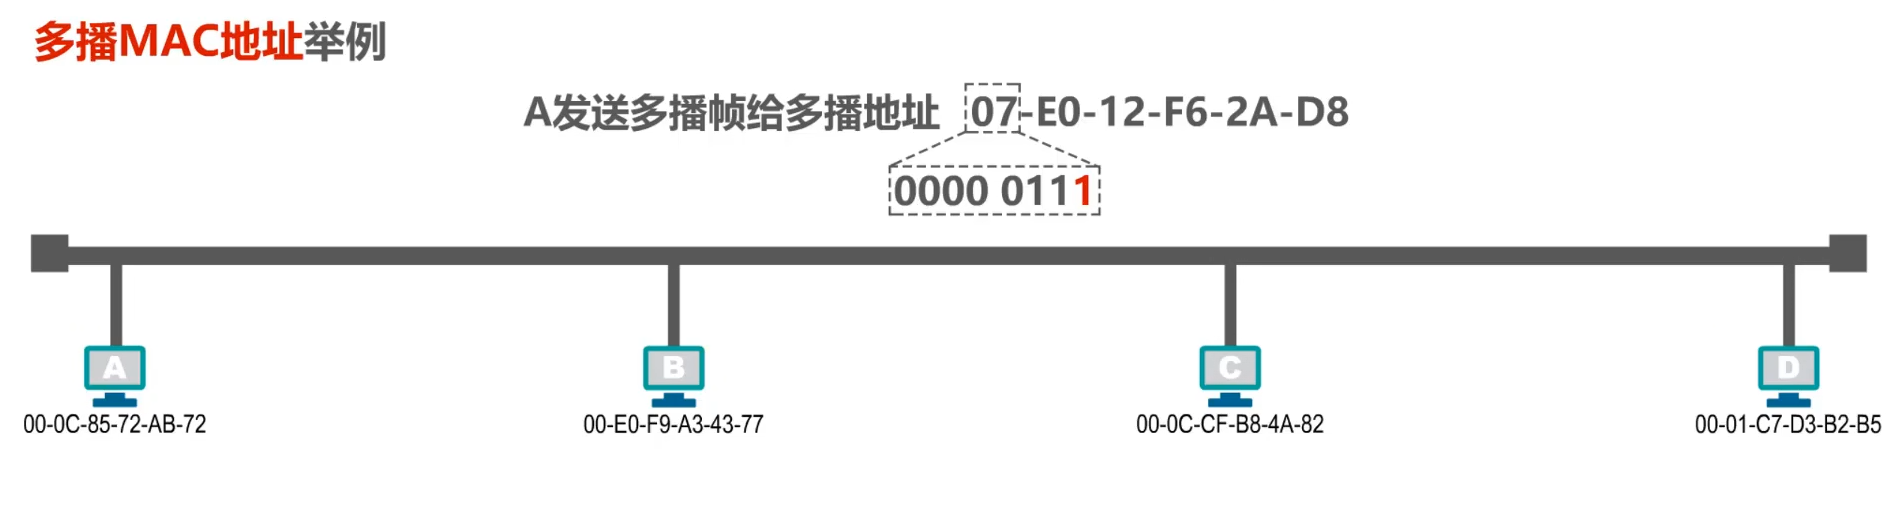 多播MAC地址举例
A发送多播帧给多播地址 07-E0-12-F6-2A-D8
0000 0111
A B C D
00-0C-85-72-AB-72 00-E0-F9-A3-43-77 00-0C-CF-B8-4A-82 00-01-C7-D3-B2-B5